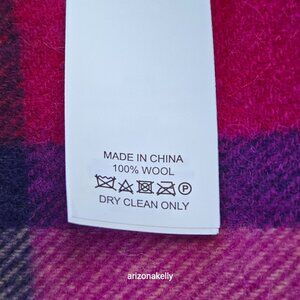 MADE IN CHINA
100% WOOL
DRY CLEAN ONLY
arizonakelly